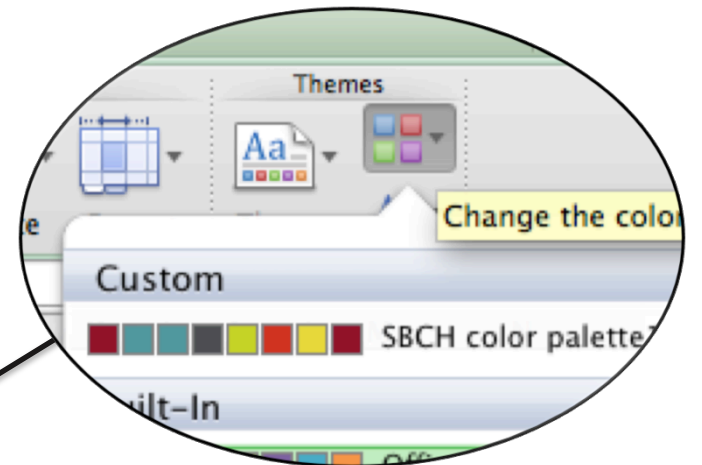 Themes
Aa
Change the color
Custom
SBCH color palette